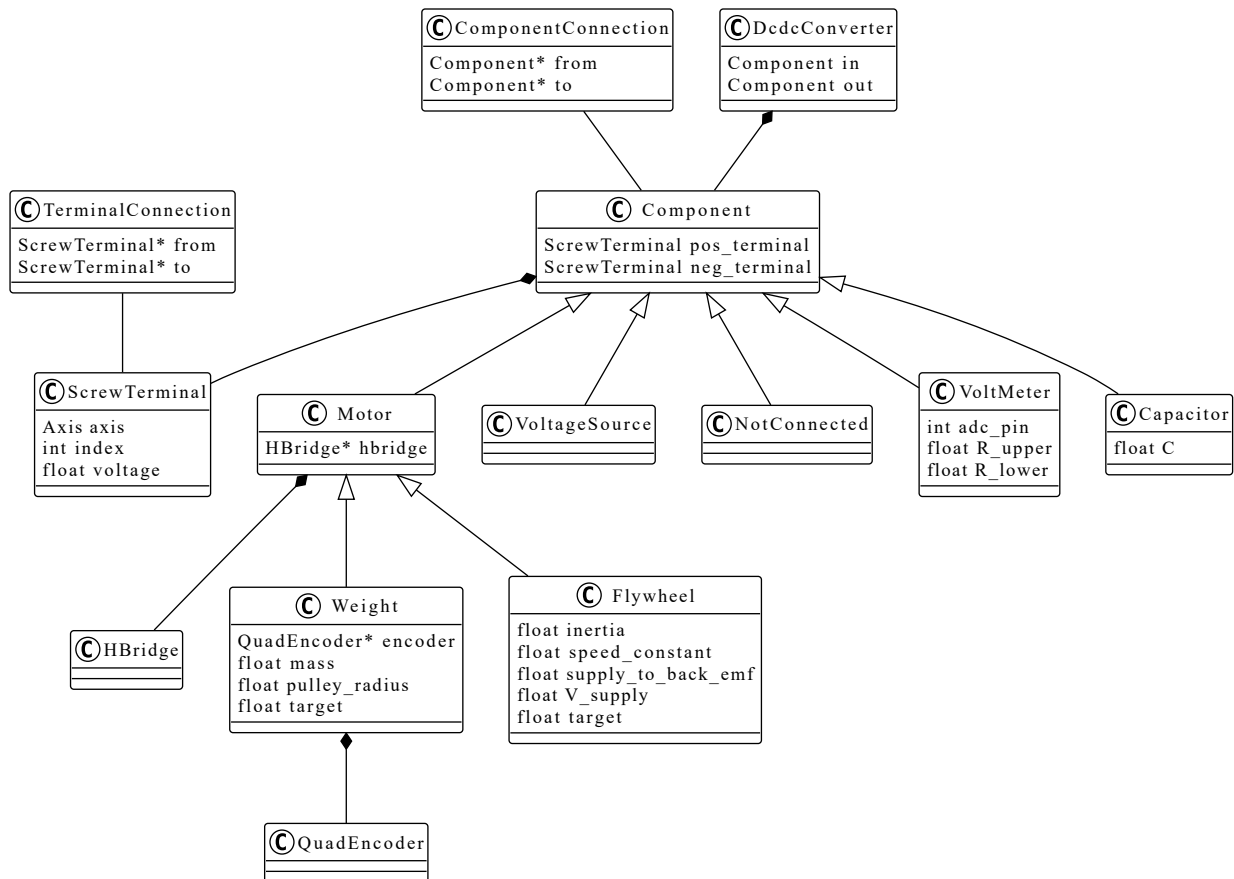 C ComponentConnection
Component* from
Component* to
C DcdcConverter
Component in
Component out
C TerminalConnection
ScrewTerminal* from
ScrewTerminal* to
C Component
ScrewTerminal pos_terminal
ScrewTerminal neg_terminal
C ScrewTerminal
Axis axis
int index
float voltage
C Motor
HBridge* hbridge
C VoltageSource
C NotConnected
C VoltMeter
int adc_pin
float R_upper
float R_lower
C Capacitor
float C
C HBridge
C Weight
QuadEncoder* encoder
float mass
float pulley_radius
float target
C Flywheel
float inertia
float speed_constant
float supply_to_back_emf
float V_supply
float target
C QuadEncoder